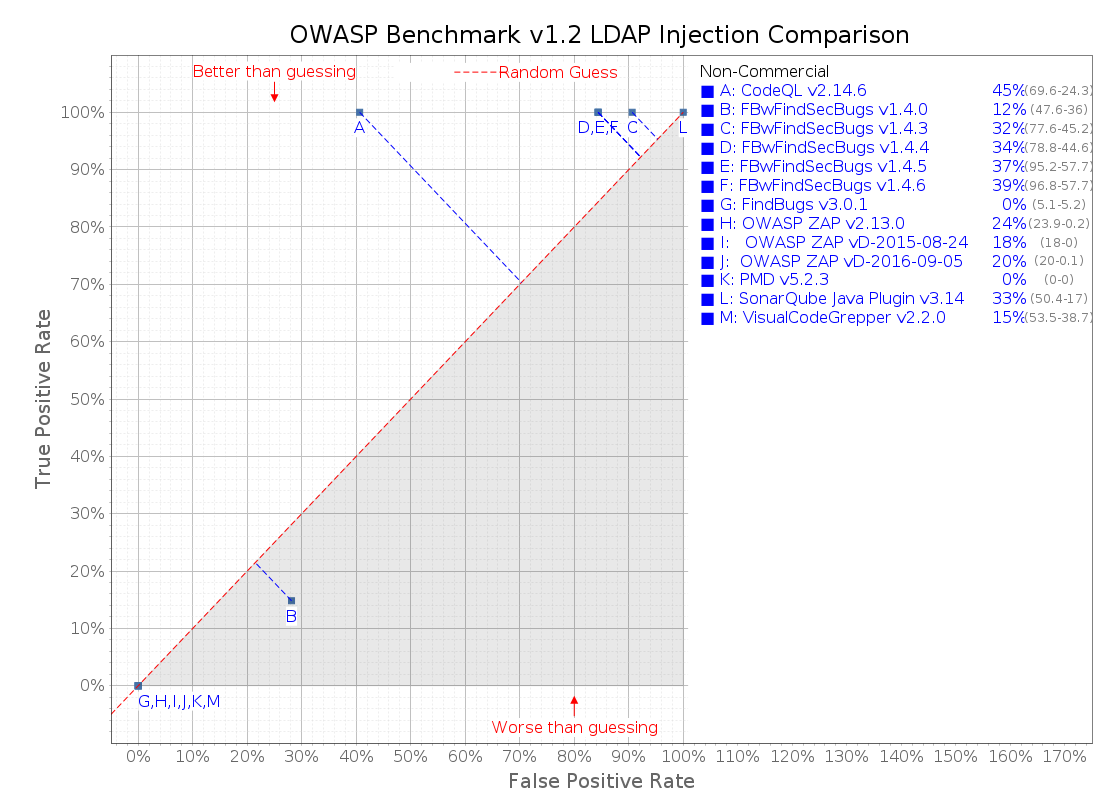 OWASP Benchmark v1.2 LDAP Injection Comparison
Better than guessing
Random Guess
Non-Commercial
A: CodeQL v2.14.6 45% (69.6-24.3)
B: FBwFindSecBugs v1.4.0 12% (47.6-36)
C: FBwFindSecBugs v1.4.3 32% (77.6-45.2)
D: FBwFindSecBugs v1.4.4 34% (78.8-44.6)
E: FBwFindSecBugs v1.4.5 37% (95.2-57.7)
F: FBwFindSecBugs v1.4.6 39% (96.8-57.7)
G: FindBugs v3.0.1 0% (5.1-5.2)
H: OWASP ZAP v2.13.0 24% (23.9-0.2)
I: OWASP ZAP vD-2015-08-24 18% (18-0)
J: OWASP ZAP vD-2016-09-05 20% (20-0.1)
K: PMD v5.2.3 0% (0-0)
L: SonarQube Java Plugin v3.14 33% (50.4-17)
M: VisualCodeGrepper v2.2.0 15% (53.5-38.7)
A
D,E,F
C
L
B
G,H,I,J,K,M
Worse than guessing
True Positive Rate
100%
90%
80%
70%
60%
50%
40%
30%
20%
10%
0%
0% 10% 20% 30% 40% 50% 60% 70% 80% 90% 100% 110% 120% 130% 140% 150% 160% 170%
False Positive Rate